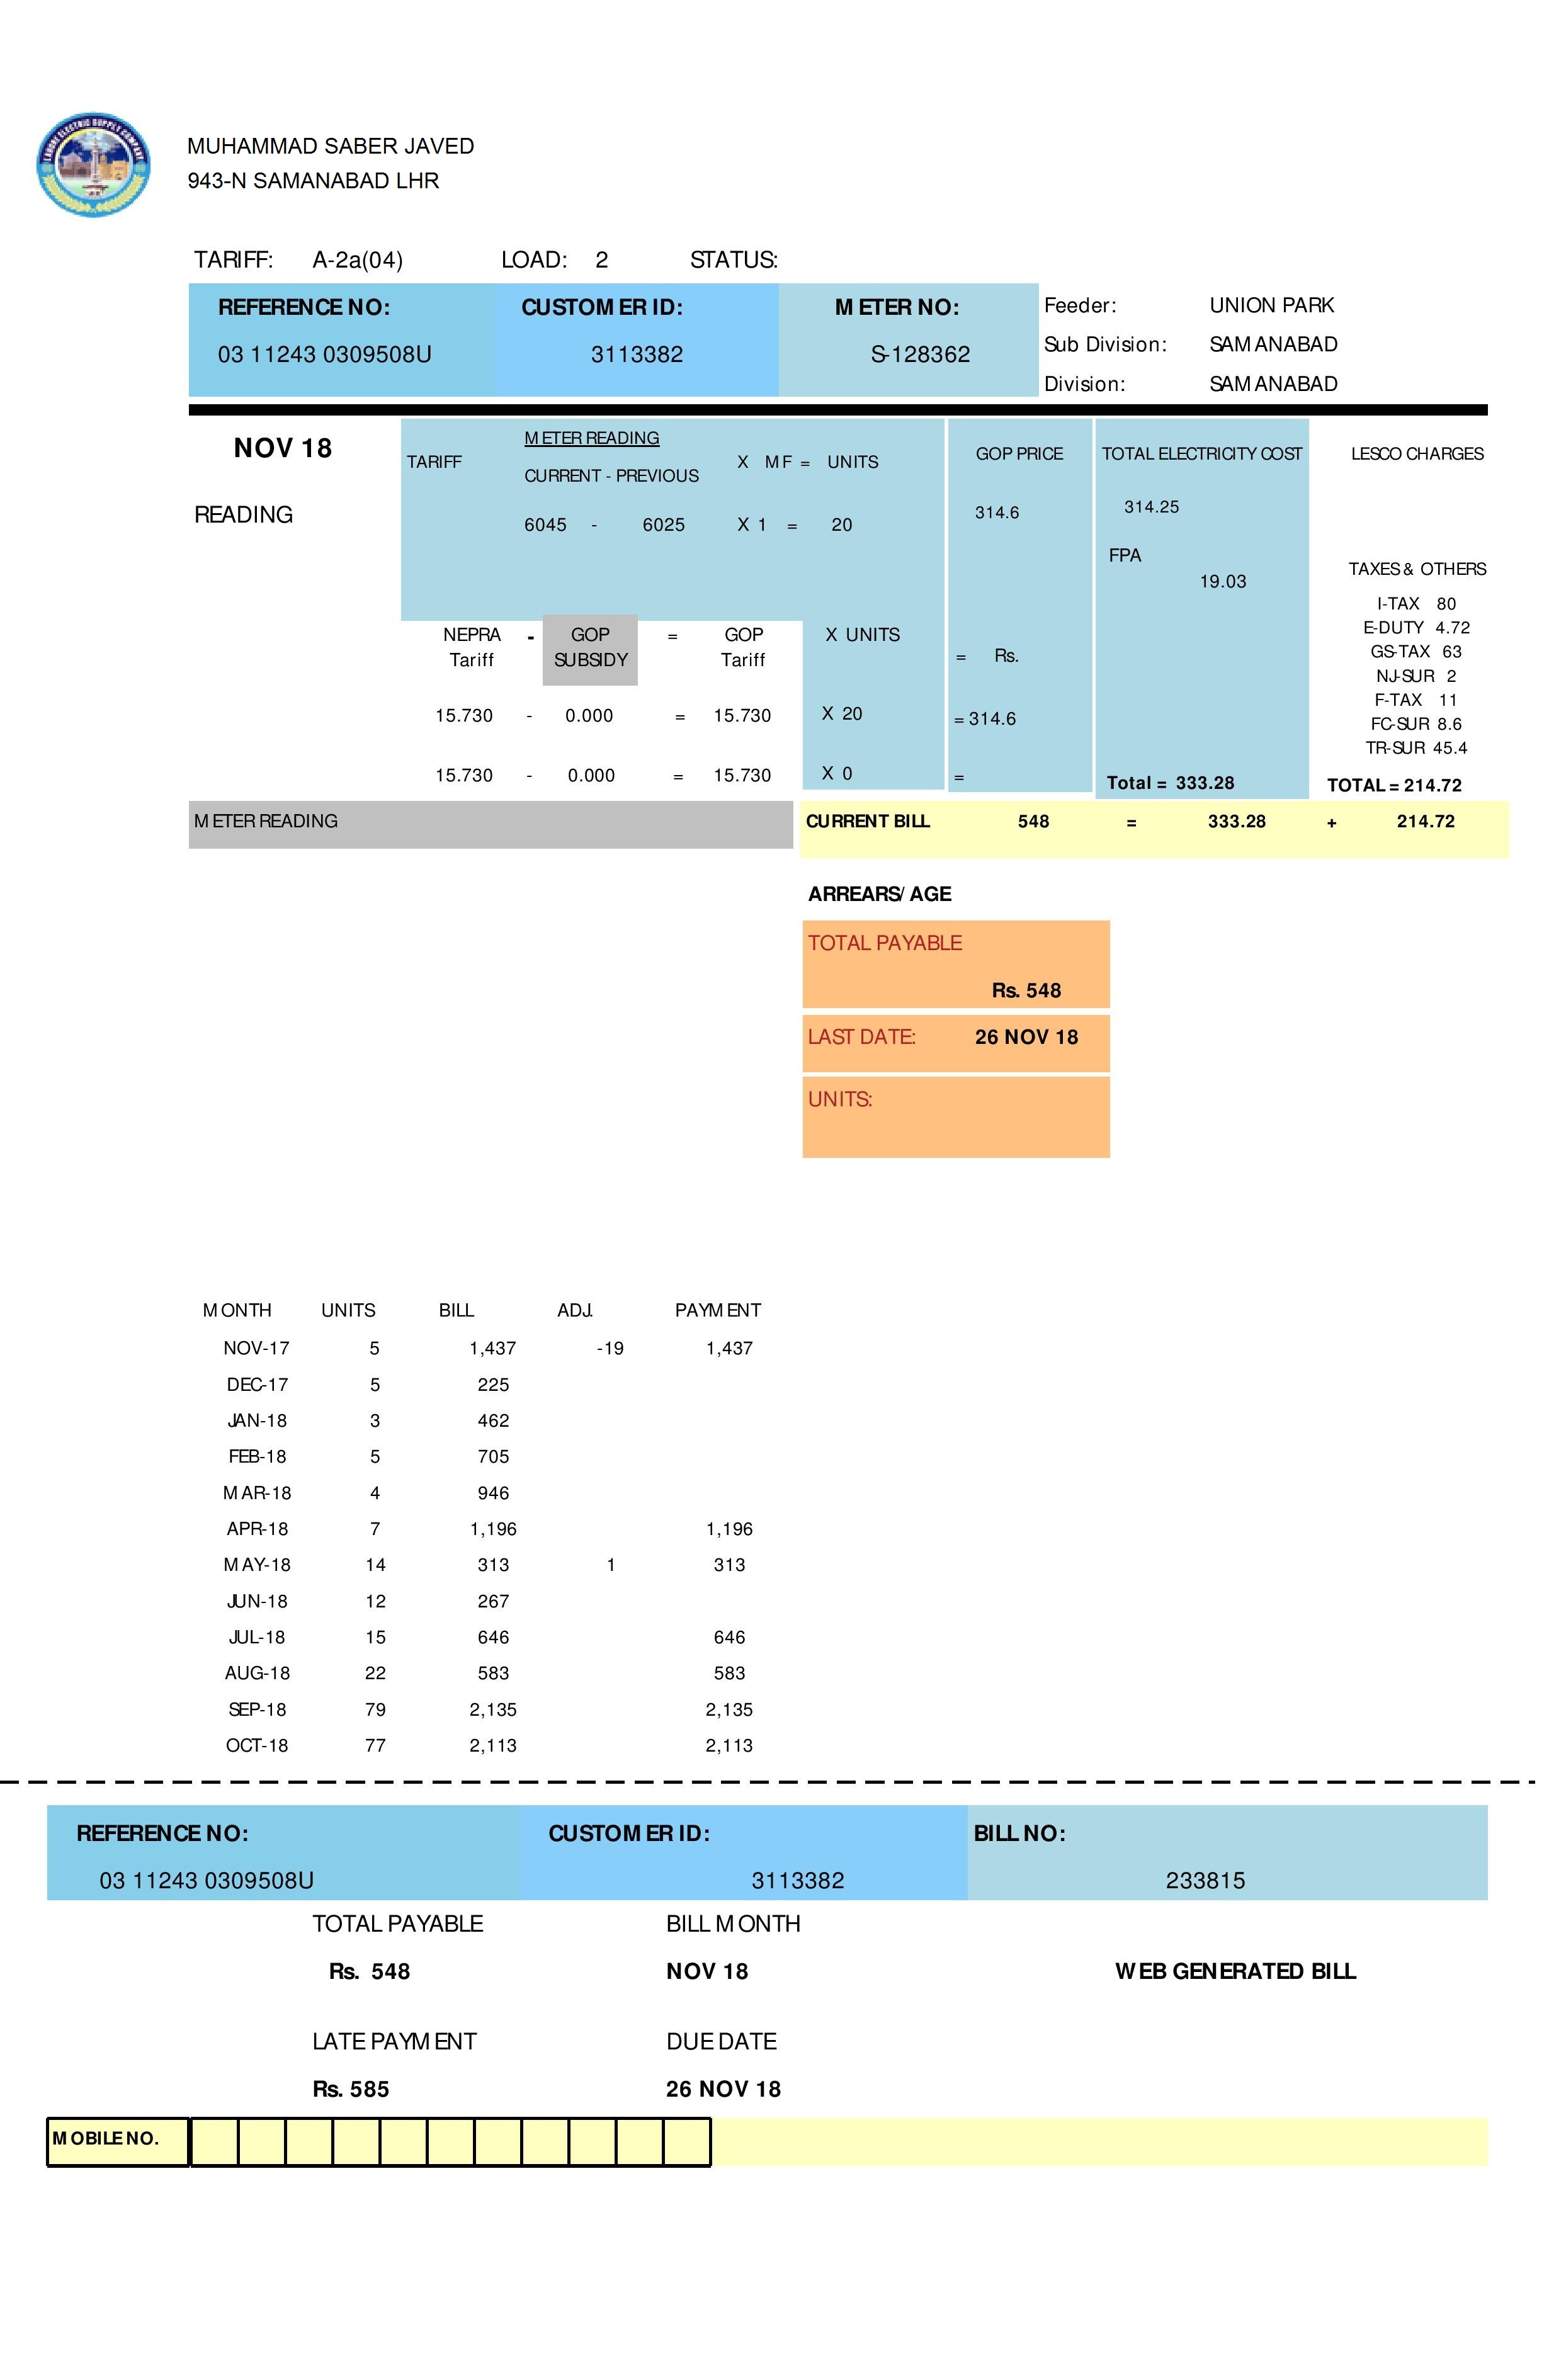 LAHORE ELECTRIC SUPPLY COMPANY
MUHAMMAD SABER JAVED
943-N SAMANABAD LHR
TARIFF: A-2a(04) LOAD: 2 STATUS:
REFERENCE NO: CUSTOMER ID: METER NO: Feeder: UNION PARK
03 11243 0309508U 3113382 S-128362 Sub Division: SAMANABAD
Division: SAMANABAD
NOV 18 METER READING
TARIFF X MF = UNITS GOP PRICE TOTAL ELECTRICITY COST LESCO CHARGES
CURRENT - PREVIOUS
READING 6045 - 6025 X 1 = 20 314.6 314.25
FPA
19.03
TAXES & OTHERS
I-TAX 80
E-DUTY 4.72
GS-TAX 63
NJ-SUR 2
F-TAX 11
FC-SUR 8.6
TR-SUR 45.4
NEPRA - GOP = GOP X UNITS
Tariff SUBSIDY Tariff = Rs.
15.730 - 0.000 = 15.730 X 20 = 314.6
15.730 - 0.000 = 15.730 X 0 =
Total = 333.28 TOTAL = 214.72
METER READING CURRENT BILL 548 = 333.28 + 214.72
ARREARS/ AGE
TOTAL PAYABLE
Rs. 548
LAST DATE: 26 NOV 18
UNITS:
MONTH UNITS BILL ADJ. PAYMENT
NOV-17 5 1,437 -19 1,437
DEC-17 5 225
JAN-18 3 462
FEB-18 5 705
MAR-18 4 946
APR-18 7 1,196 1,196
MAY-18 14 313 1 313
JUN-18 12 267
JUL-18 15 646 646
AUG-18 22 583 583
SEP-18 79 2,135 2,135
OCT-18 77 2,113 2,113
REFERENCE NO: CUSTOMER ID: BILL NO:
03 11243 0309508U 3113382 233815
TOTAL PAYABLE BILL MONTH
Rs. 548 NOV 18 WEB GENERATED BILL
LATE PAYMENT DUE DATE
Rs. 585 26 NOV 18
MOBILE NO.